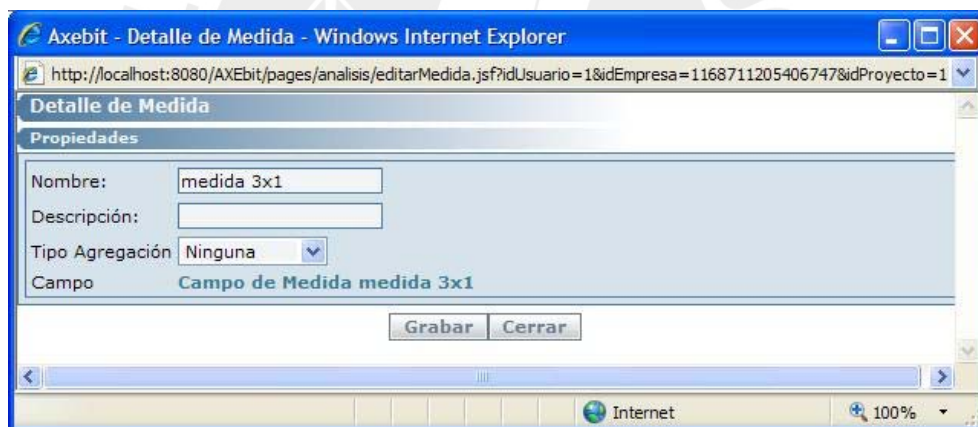 Axebit - Detalle de Medida - Windows Internet Explorer
http://localhost:8080/AXEbit/pages/analisis/editarMedida.jsf?idUsuario=1&idEmpresa=1168711205406747&idProyecto=1
Detalle de Medida
Propiedades
Nombre: medida 3x1
Descripción:
Tipo Agregación Ninguna
Campo Campo de Medida medida 3x1
Grabar Cerrar
Internet 100%